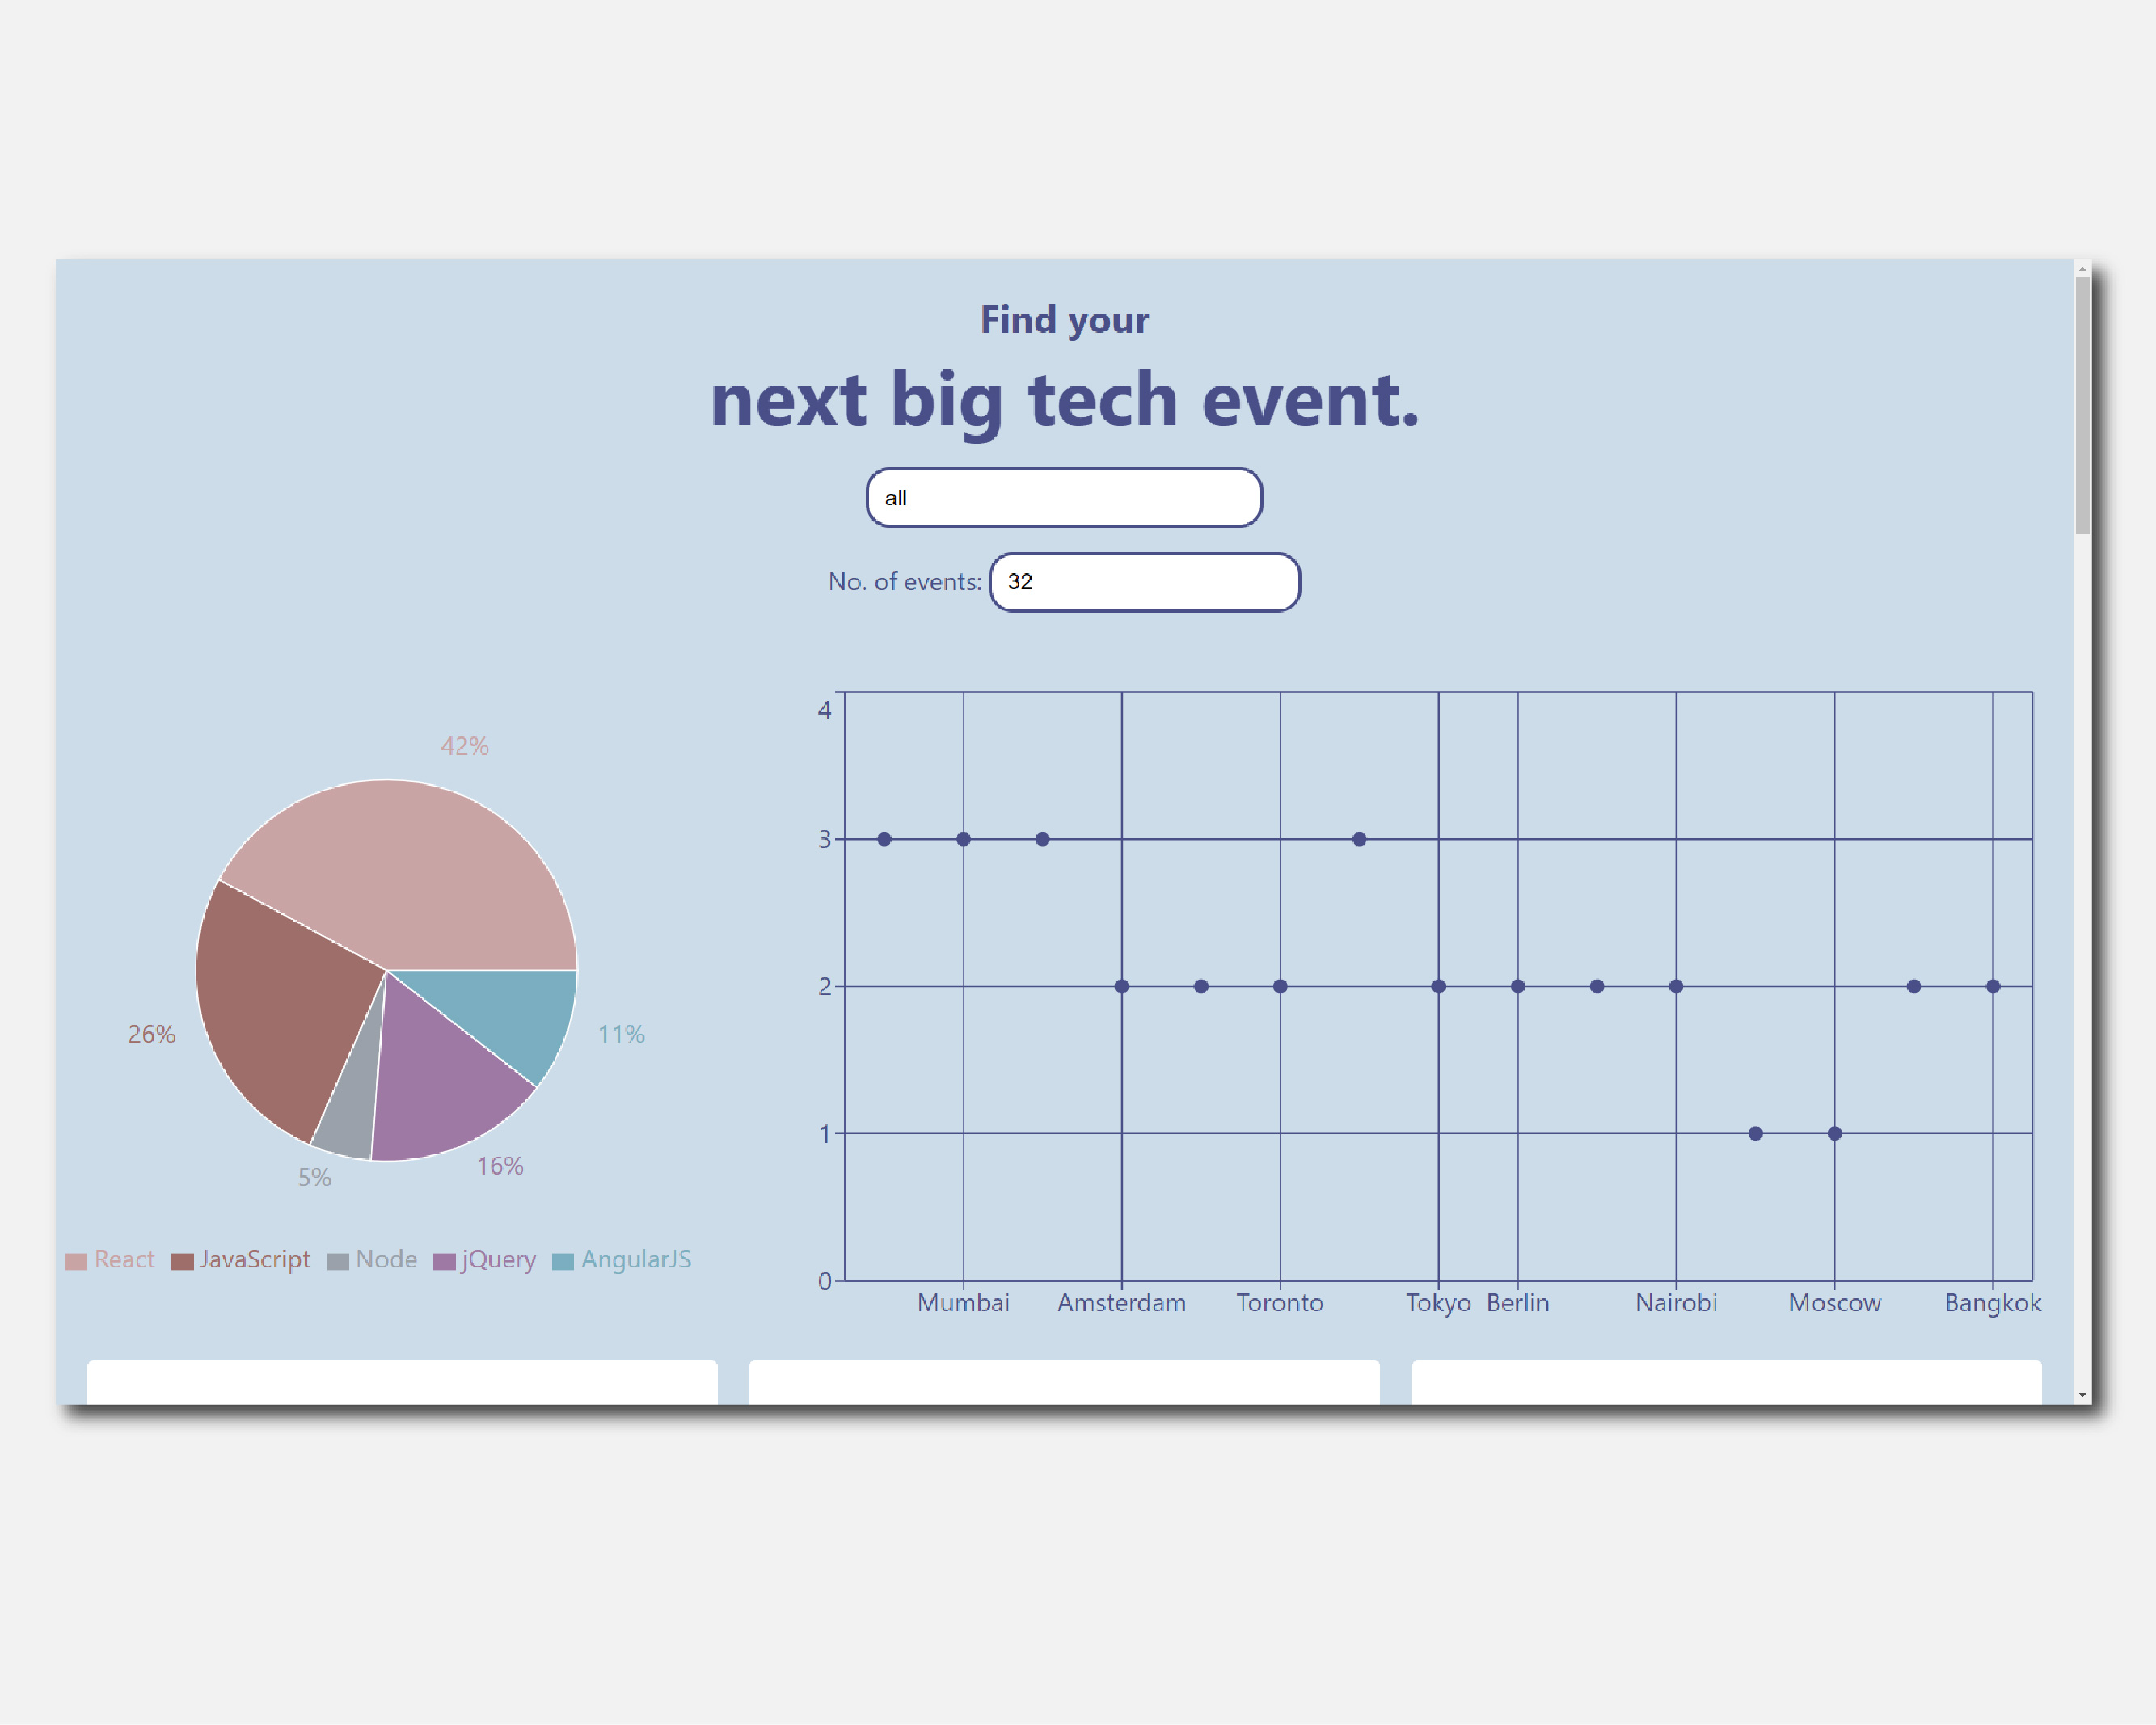 Find your
next big tech event.
all
No. of events: 32
42%
26%
11%
16%
5%
React JavaScript Node jQuery AngularJS
4
3
2
1
0
Mumbai Amsterdam Toronto Tokyo Berlin Nairobi Moscow Bangkok